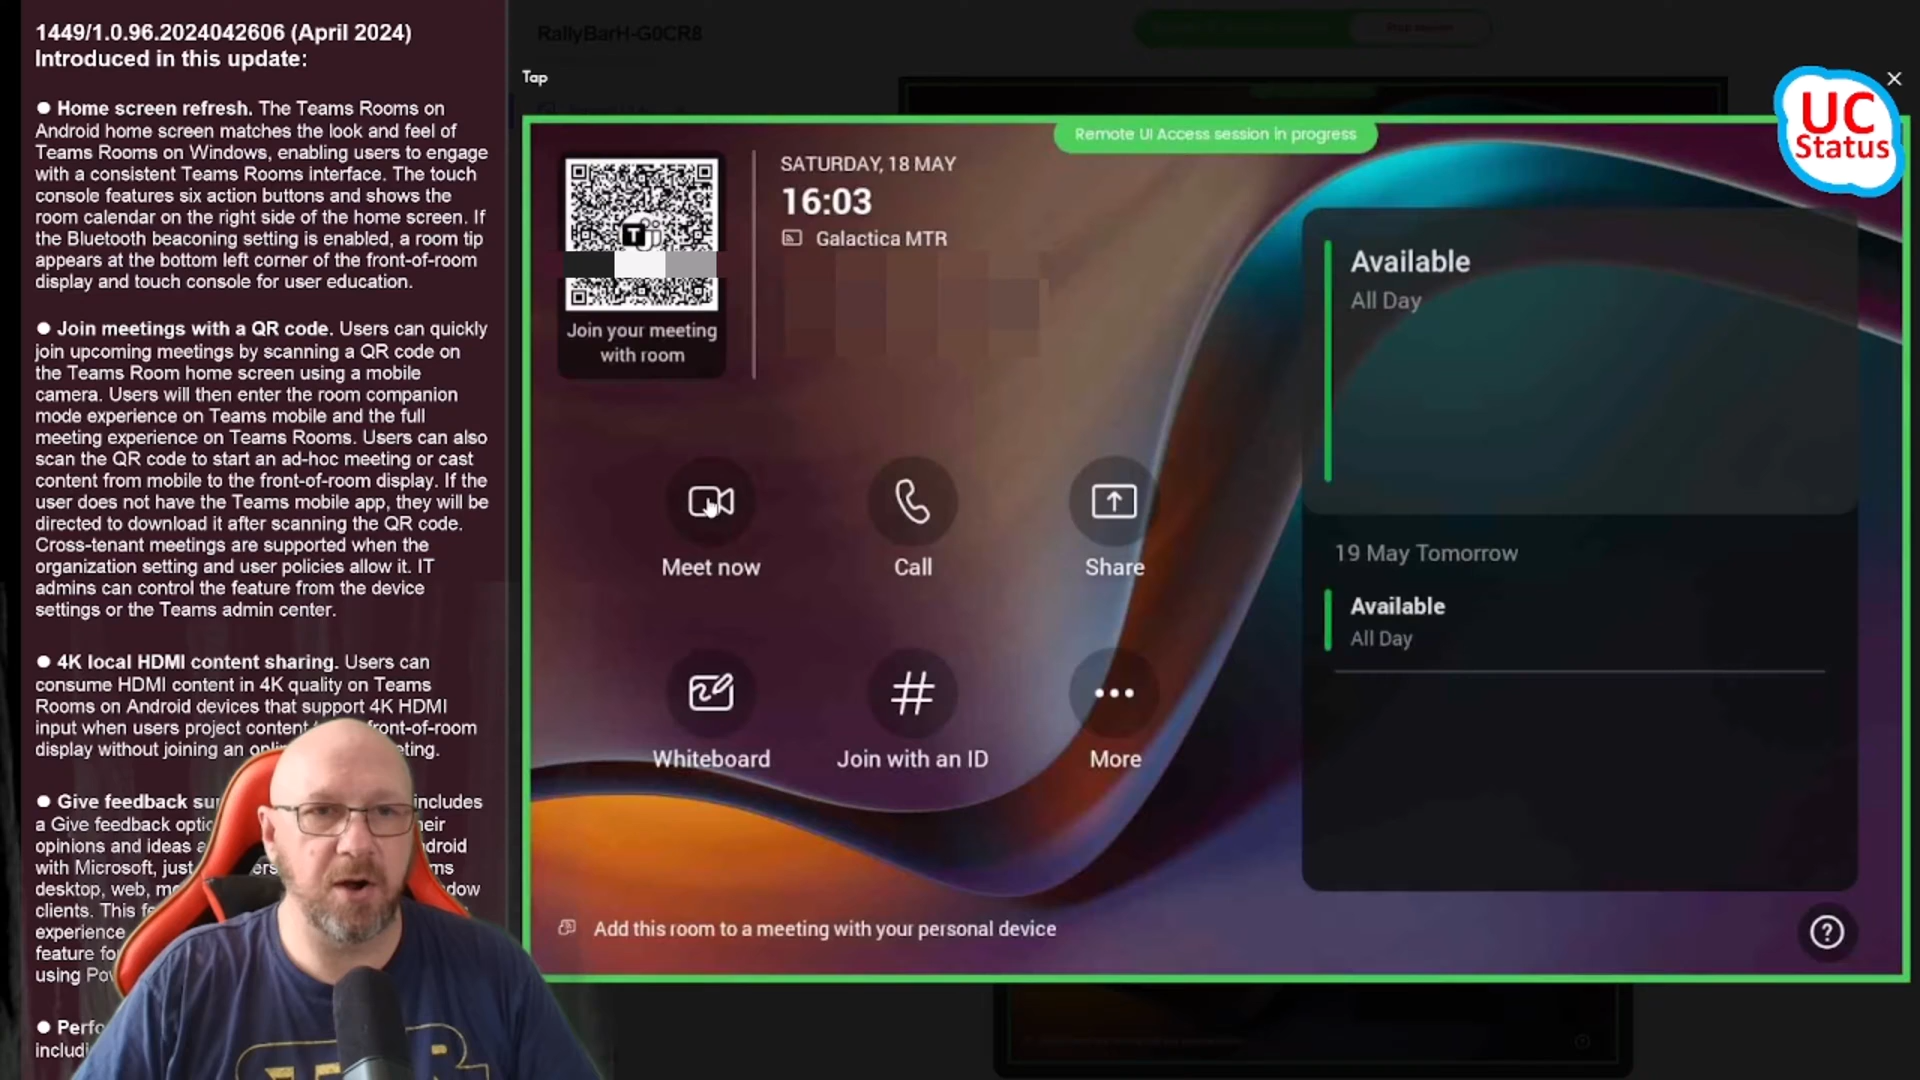 1449/1.0.96.2024042606 (April 2024)
Introduced in this update:
● Home screen refresh. The Teams Rooms on
Android home screen matches the look and feel of
Teams Rooms on Windows, enabling users to engage
with a consistent Teams Rooms interface. The touch
console features six action buttons and shows the
room calendar on the right side of the home screen. If
the Bluetooth beaconing setting is enabled, a room tip
appears at the bottom left corner of the front-of-room
display and touch console for user education.
● Join meetings with a QR code. Users can quickly
join upcoming meetings by scanning a QR code on
the Teams Room home screen using a mobile
camera. Users will then enter the room companion
mode experience on Teams mobile and the full
meeting experience on Teams Rooms. Users can also
scan the QR code to start an ad-hoc meeting or cast
content from mobile to the front-of-room display. If the
user does not have the Teams mobile app, they will be
directed to download it after scanning the QR code.
Cross-tenant meetings are supported when the
organization setting and user policies allow it. IT
admins can control the feature from the device
settings or the Teams admin center.
● 4K local HDMI content sharing. Users can
consume HDMI content in 4K quality on Teams
Rooms on Android devices that support 4K HDMI
input when users project content front-of-room
display without joining an
● Give feedback includes
a Give feedback
opinions and ideas
with Microsoft, just
desktop, web,
clients. This
experience
feature
using
RallyBarH-G0CR8
Tap
Remote UI Access session in progress
UC
Status
T
Join your meeting
with room
SATURDAY, 18 MAY
16:03
Galactica MTR
Meet now
Call
Share
Whiteboard
Join with an ID
More
Available
All Day
19 May Tomorrow
Available
All Day
Add this room to a meeting with your personal device
?